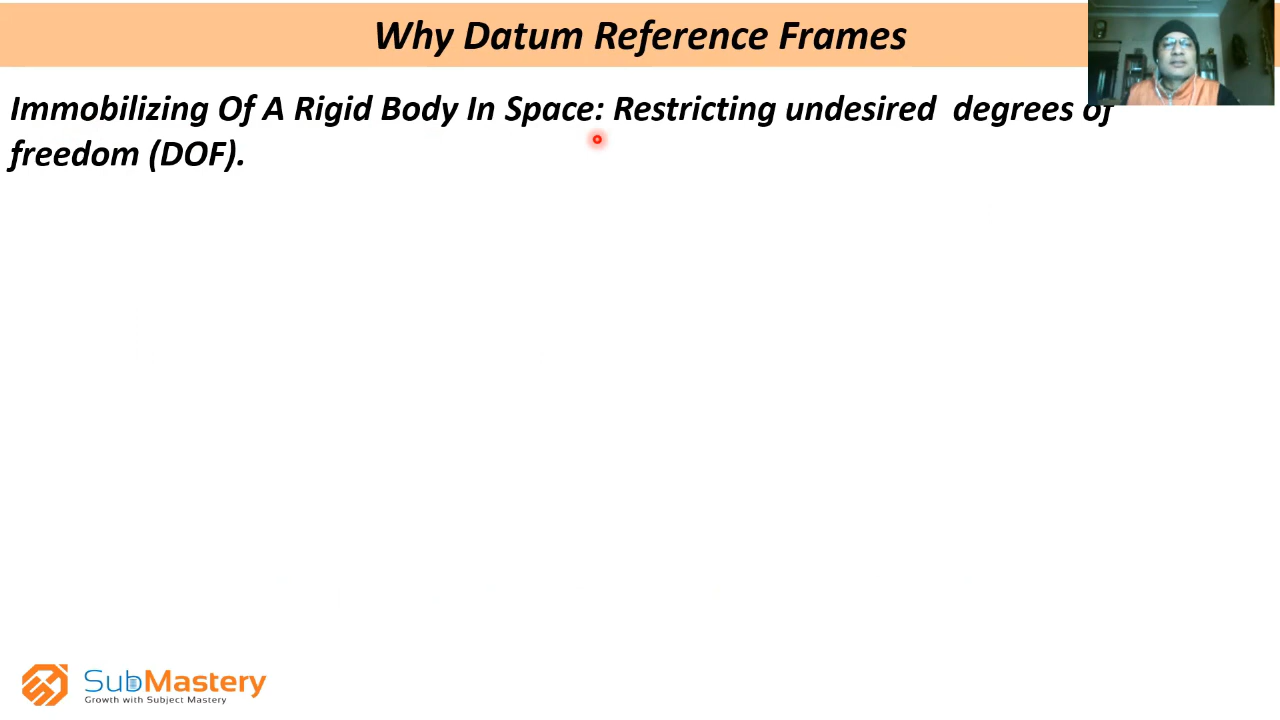 Why Datum Reference Frames
Immobilizing Of A Rigid Body In Space: Restricting undesired degrees of
freedom (DOF).
SubMastery
Growth with Subject Mastery